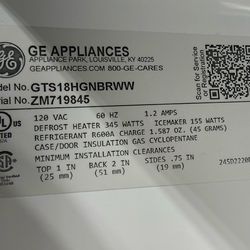 GE APPLIANCES
APPLIANCE PARK, LOUISVILLE, KY 40225
GEAPPLIANCES.COM 800-GE-CARES
Model No. GTS18HGNBRWW
Serial No. ZM719845
120 VAC 60 HZ 1.2 AMPS
DEFROST HEATER 345 WATTS ICEMAKER 155 WATTS
REFRIGERANT R600A CHARGE 1.587 OZ. (45 GRAMS)
CASE/DOOR INSULATION GAS CYCLOPENTANE
TOP 1 IN BACK 2 IN SIDES .75 IN
(25 mm) (51 mm) (19 mm)